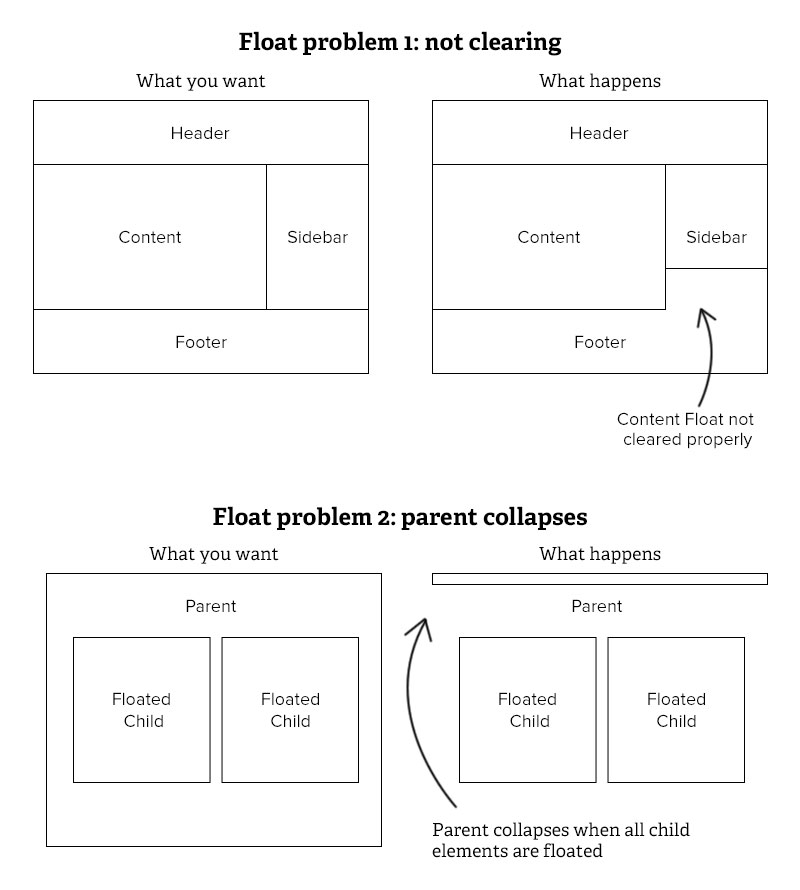 Float problem 1: not clearing
What you want
What happens
Header
Content
Sidebar
Footer
Header
Content
Sidebar
Footer
Content Float not
cleared properly
Float problem 2: parent collapses
What you want
What happens
Parent
Floated
Child
Floated
Child
Parent
Floated
Child
Floated
Child
Parent collapses when all child
elements are floated